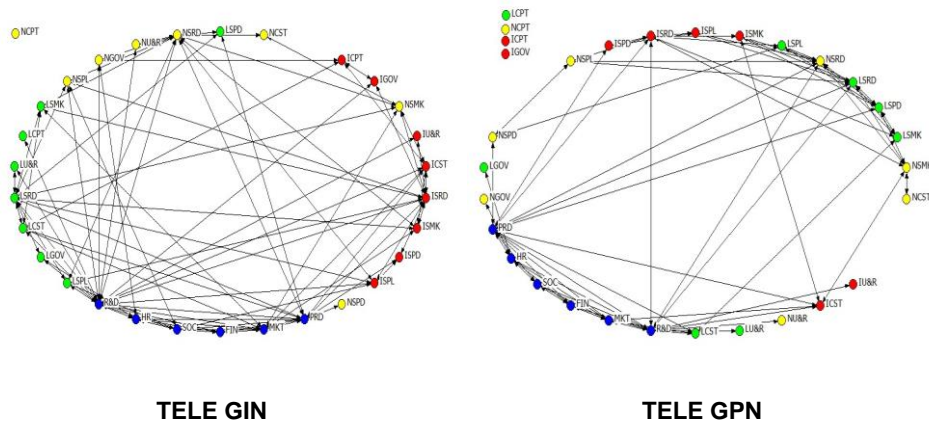 LCPT
NCPT
ICPT
IGOV
NCPT
NSRD
LSPD
NCST
NU&R
NGOV
ICPT
NSPL
IGOV
LSMK
NSMK
LCPT
IU&R
LU&R
ICST
LSRD
ISRD
LCST
ISMK
LGOV
ISPD
LSPL
ISPL
R&D
NSPD
HR
PRD
SOC
FIN
MKT
ISPD
ISRD
ISPL
ISMK
LSPL
NSPL
NSRD
LSRD
LSPD
NSPD
LSMK
LGOV
NSMK
NGOV
NCST
PRD
HR
SOC
IU&R
FIN
ICST
MKT
NU&R
R&D
LCST
LU&R
TELE GIN
TELE GPN